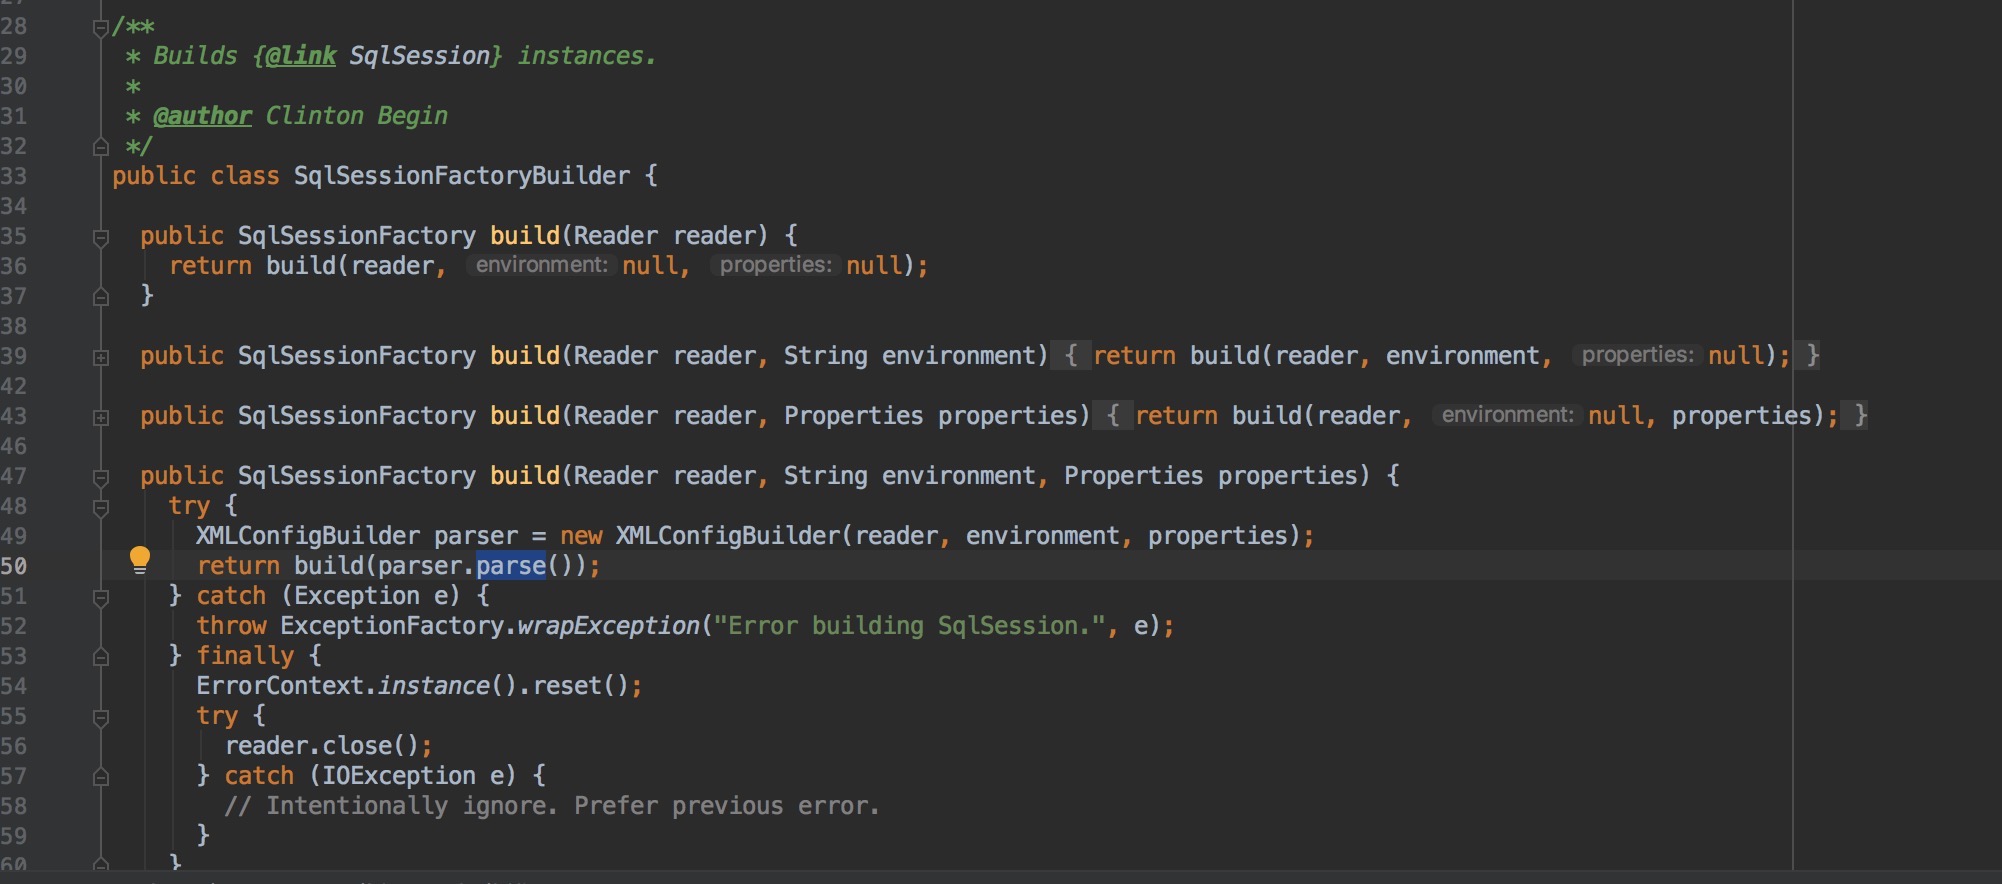 28 /**
29 * Builds {@link SqlSession} instances.
30 *
31 * @author Clinton Begin
32 */
33 public class SqlSessionFactoryBuilder {
34
35 public SqlSessionFactory build(Reader reader) {
36 return build(reader, environment: null, properties: null);
37 }
38
39 public SqlSessionFactory build(Reader reader, String environment) { return build(reader, environment, properties: null); }
42
43 public SqlSessionFactory build(Reader reader, Properties properties) { return build(reader, environment: null, properties); }
46
47 public SqlSessionFactory build(Reader reader, String environment, Properties properties) {
48 try {
49 XMLConfigBuilder parser = new XMLConfigBuilder(reader, environment, properties);
50 return build(parser.parse());
51 } catch (Exception e) {
52 throw ExceptionFactory.wrapException("Error building SqlSession.", e);
53 } finally {
54 ErrorContext.instance().reset();
55 try {
56 reader.close();
57 } catch (IOException e) {
58 // Intentionally ignore. Prefer previous error.
59 }
60 }